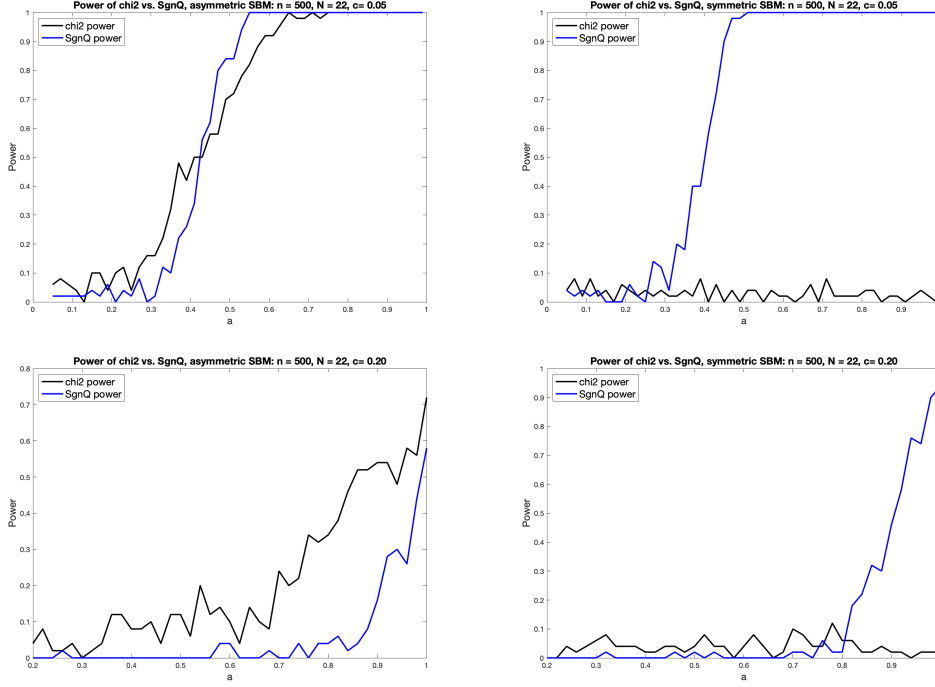 Power of chi2 vs. SgnQ, asymmetric SBM: n = 500, N = 22, c= 0.05
chi2 power
SgnQ power
Power
1
0.9
0.8
0.7
0.6
0.5
0.4
0.3
0.2
0.1
0
0 0.1 0.2 0.3 0.4 0.5 0.6 0.7 0.8 0.9 1
a
Power of chi2 vs. SgnQ, symmetric SBM: n = 500, N = 22, c= 0.05
chi2 power
SgnQ power
Power
1
0.9
0.8
0.7
0.6
0.5
0.4
0.3
0.2
0.1
0
0 0.1 0.2 0.3 0.4 0.5 0.6 0.7 0.8 0.9
a
Power of chi2 vs. SgnQ, asymmetric SBM: n = 500, N = 22, c= 0.20
chi2 power
SgnQ power
Power
0.8
0.7
0.6
0.5
0.4
0.3
0.2
0.1
0
0.2 0.3 0.4 0.5 0.6 0.7 0.8 0.9 1
a
Power of chi2 vs. SgnQ, symmetric SBM: n = 500, N = 22, c= 0.20
chi2 power
SgnQ power
Power
1
0.9
0.8
0.7
0.6
0.5
0.4
0.3
0.2
0.1
0
0.2 0.3 0.4 0.5 0.6 0.7 0.8 0.9
a